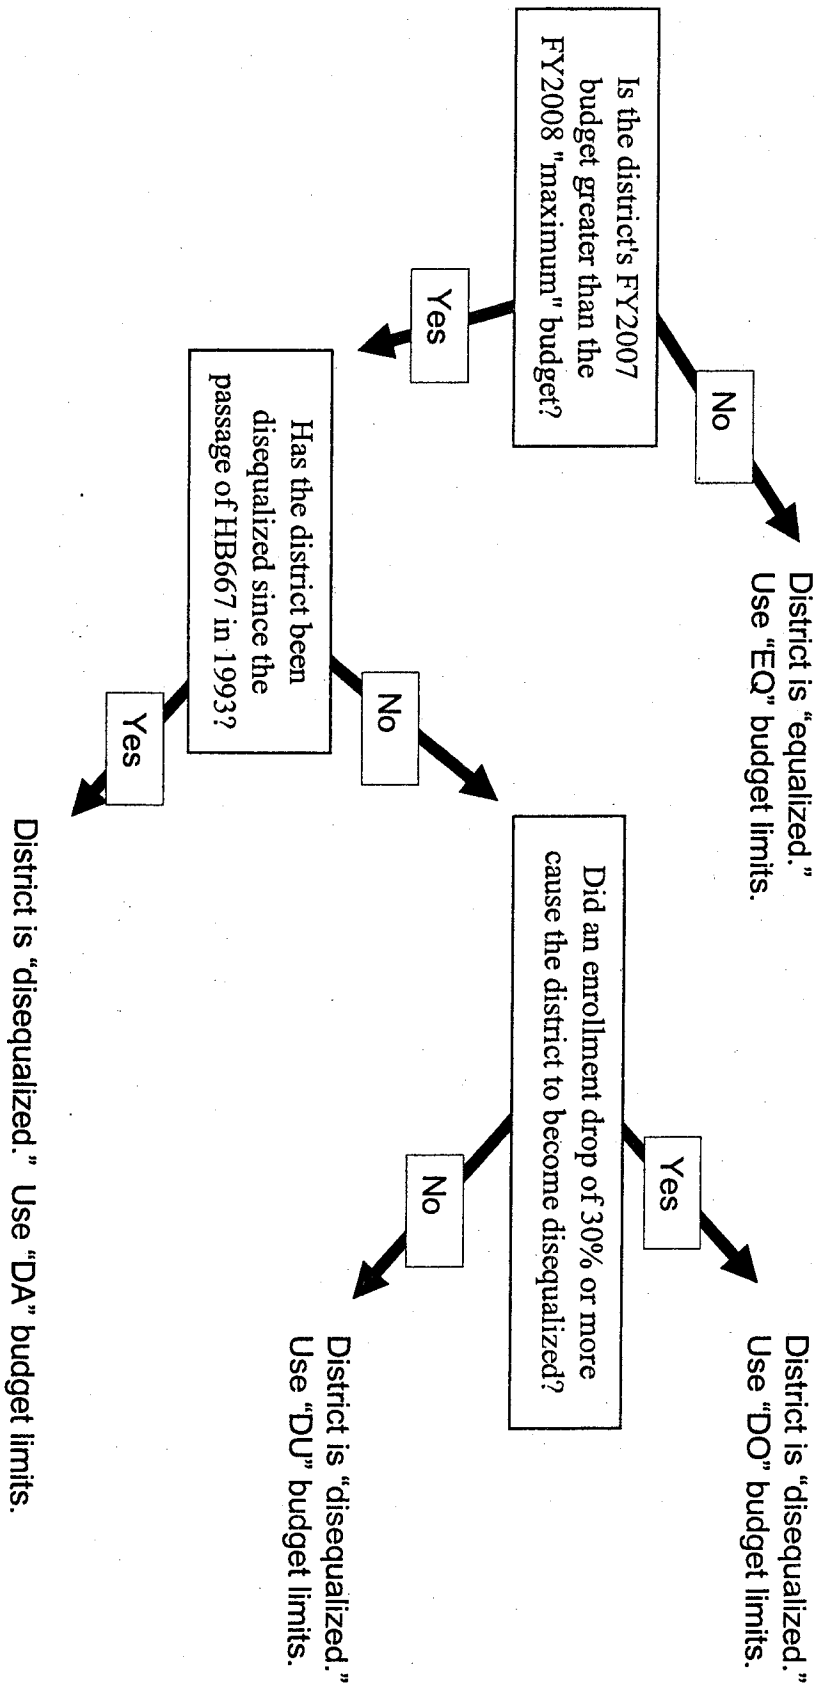 Is the district's FY2007
budget greater than the
FY2008 "maximum" budget?
No
District is “equalized.”
Use “EQ” budget limits.
Yes
Has the district been
disequalized since the
passage of HB667 in 1993?
No
Did an enrollment drop of 30% or more
cause the district to become disequalized?
Yes
District is “disequalized.”
Use “DO” budget limits.
No
District is “disequalized.”
Use “DU” budget limits.
Yes
District is “disequalized.” Use “DA” budget limits.